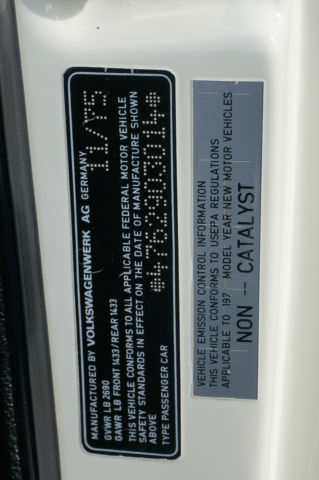 MANUFACTURED BY VOLKSWAGENWERK AG GERMANY
GVWR LB 2690 11/75
GAWR LB FRONT 1433/REAR 1433
THIS VEHICLE CONFORMS TO ALL APPLICABLE FEDERAL MOTOR VEHICLE
SAFETY STANDARDS IN EFFECT ON THE DATE OF MANUFACTURE SHOWN
ABOVE 4762903014
TYPE PASSENGER CAR
VEHICLE EMISSION CONTROL INFORMATION
THIS VEHICLE CONFORMS TO USEPA REGULATIONS
APPLICABLE TO 197 MODEL YEAR NEW MOTOR VEHICLES
NON - CATALYST